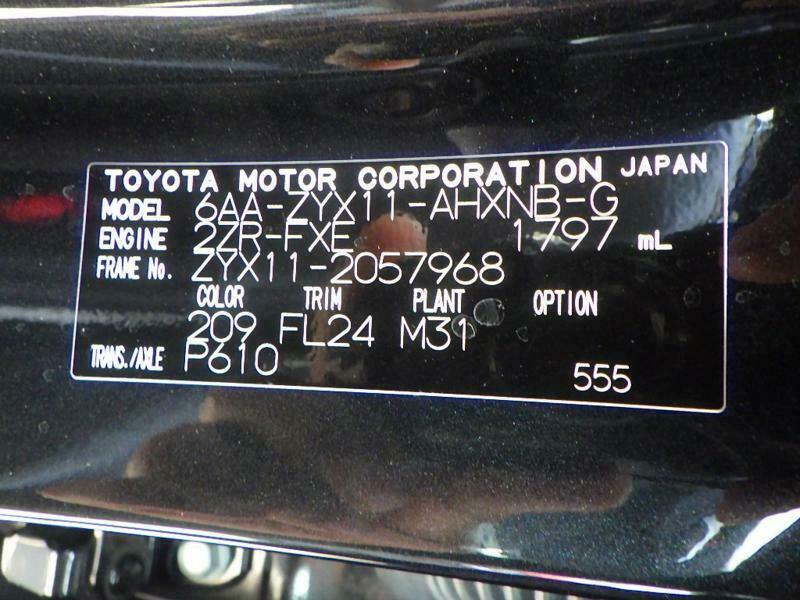 TOYOTA MOTOR CORPORATION JAPAN
MODEL 6AA-ZYX11-AHXNB-G
ENGINE 2ZR-FXE 1797 mL
FRAME No. ZYX11-2057968
COLOR TRIM PLANT OPTION
209 FL24 M31
TRANS./AXLE P610
555